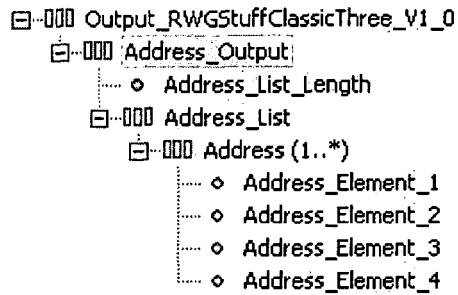 Output_RWGStuffClassicThree_V1_0
Address_Output
Address_List_Length
Address_List
Address (1..*)
Address_Element_1
Address_Element_2
Address_Element_3
Address_Element_4